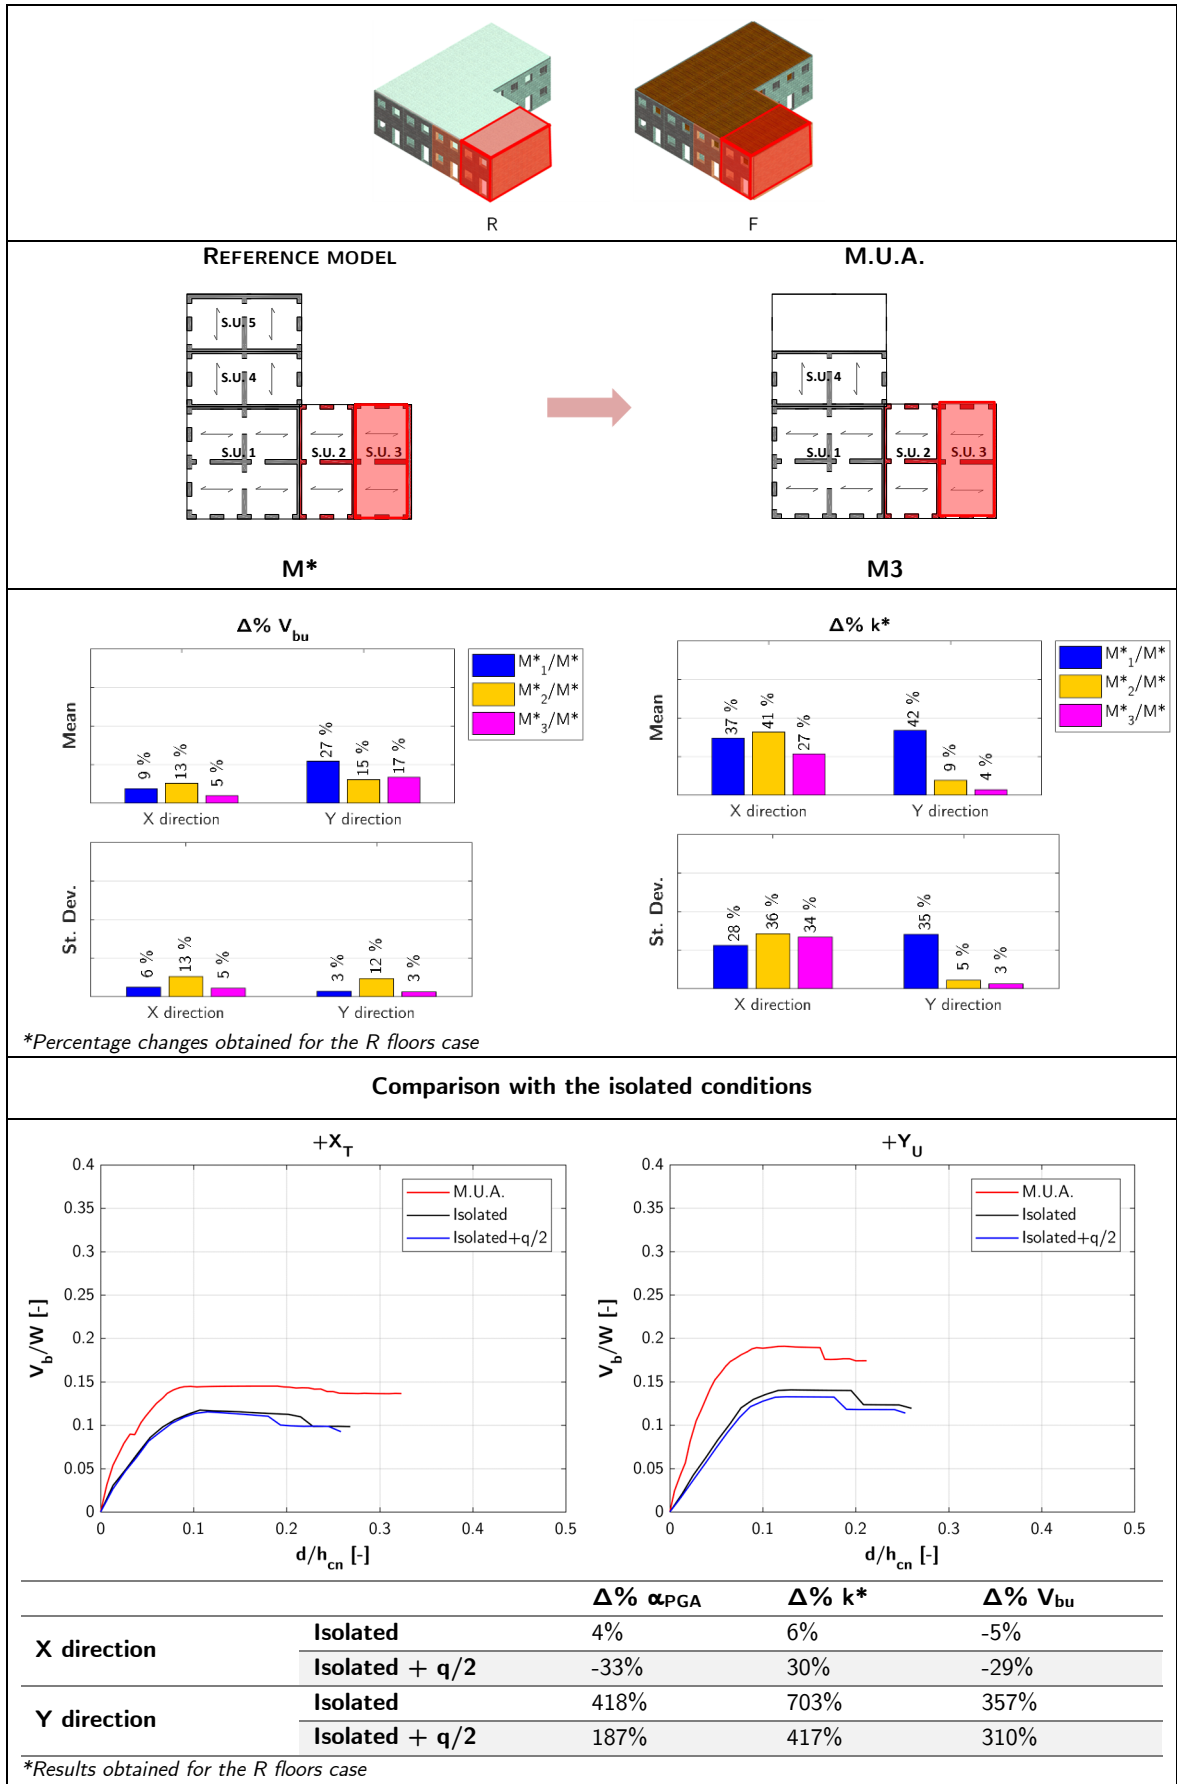 R
F
REFERENCE MODEL
M.U.A.
S.U. 5
S.U. 4
S.U. 1
S.U. 2
S.U. 3
S.U. 4
S.U. 1
S.U. 2
S.U. 3
M*
M3
Δ% Vbu
Mean
9 %
13 %
5 %
27 %
15 %
17 %
X direction
Y direction
M*1/M*
M*2/M*
M*3/M*
St. Dev.
6 %
13 %
5 %
3 %
12 %
3 %
X direction
Y direction
Δ% k*
Mean
37 %
41 %
27 %
42 %
9 %
4 %
X direction
Y direction
M*1/M*
M*2/M*
M*3/M*
St. Dev.
28 %
36 %
34 %
35 %
5 %
3 %
X direction
Y direction
*Percentage changes obtained for the R floors case
Comparison with the isolated conditions
+XT
0.4
0.35
0.3
0.25
0.2
0.15
0.1
0.05
0
Vb/W [-]
M.U.A.
Isolated
Isolated+q/2
0 0.1 0.2 0.3 0.4 0.5
d/hcn [-]
+YU
0.4
0.35
0.3
0.25
0.2
0.15
0.1
0.05
0
Vb/W [-]
M.U.A.
Isolated
Isolated+q/2
0 0.1 0.2 0.3 0.4 0.5
d/hcn [-]
Δ% αPGA Δ% k* Δ% Vbu
X direction
Isolated 4% 6% -5%
Isolated + q/2 -33% 30% -29%
Y direction
Isolated 418% 703% 357%
Isolated + q/2 187% 417% 310%
*Results obtained for the R floors case